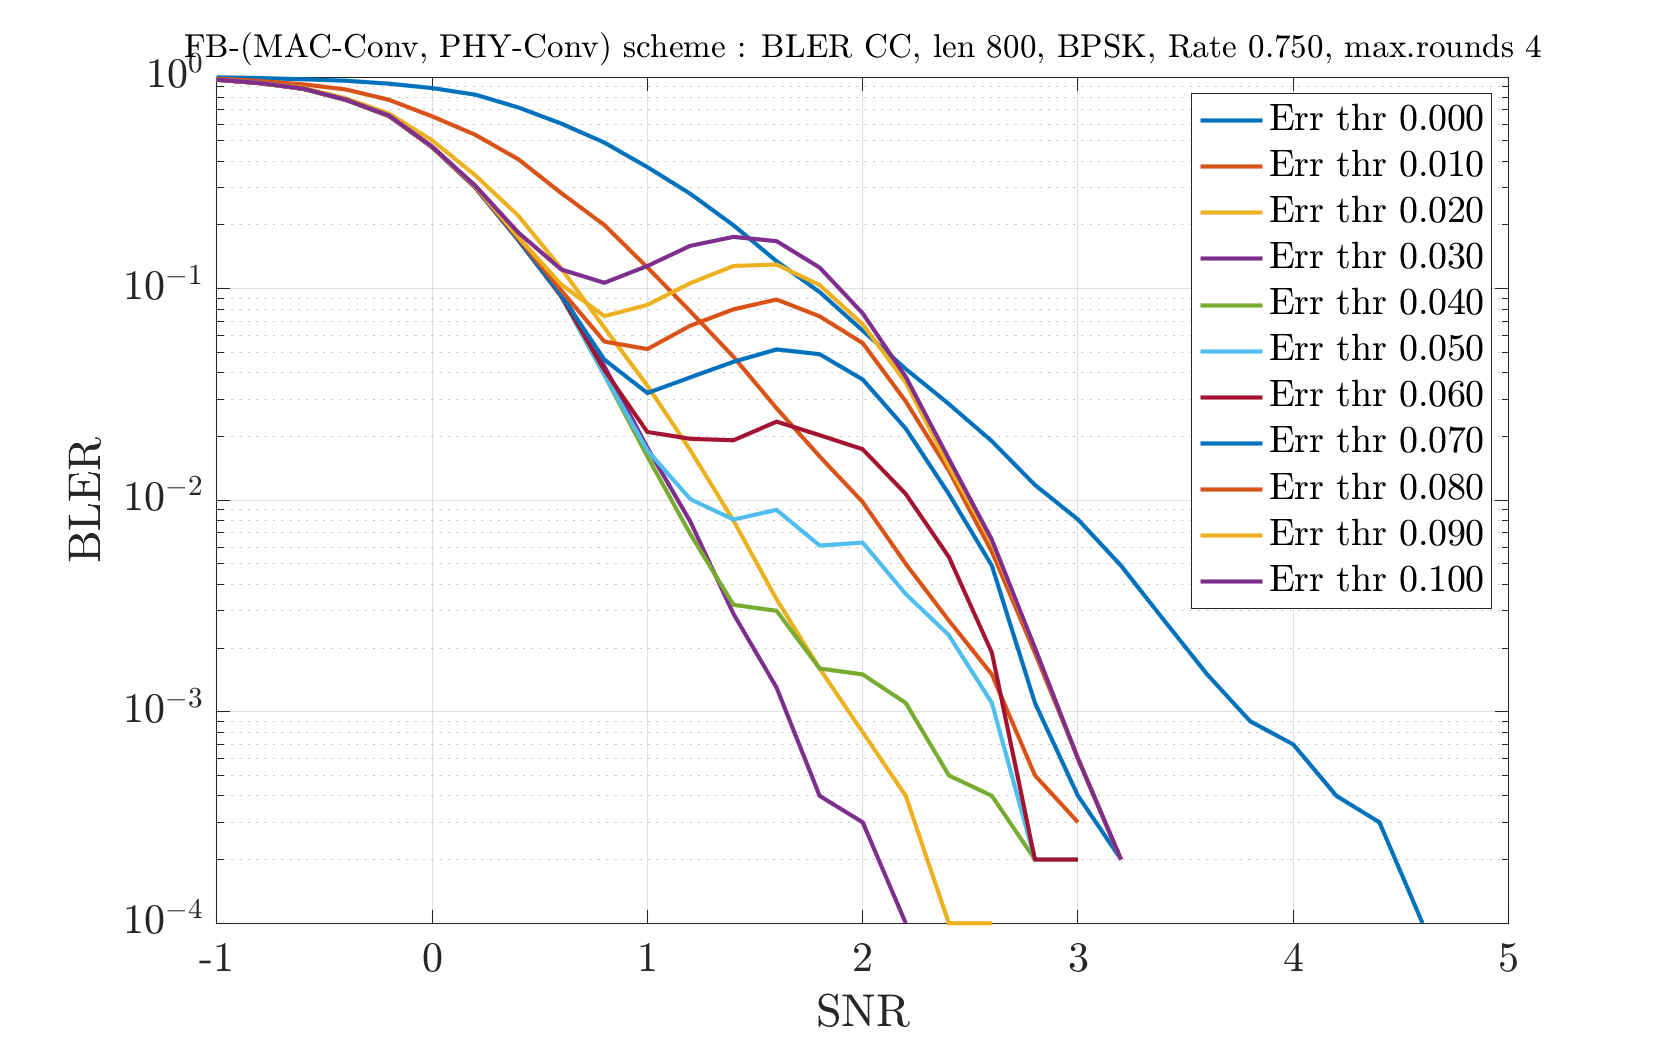 FB-(MAC-Conv, PHY-Conv) scheme : BLER CC, len 800, BPSK, Rate 0.750, max.rounds 4
10^0
10^-1
10^-2
10^-3
10^-4
BLER
Err thr 0.000
Err thr 0.010
Err thr 0.020
Err thr 0.030
Err thr 0.040
Err thr 0.050
Err thr 0.060
Err thr 0.070
Err thr 0.080
Err thr 0.090
Err thr 0.100
-1 0 1 2 3 4 5
SNR